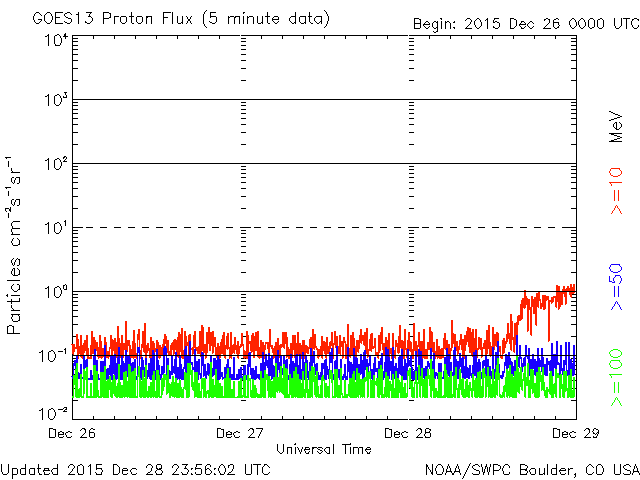 GOES13 Proton Flux (5 minute data)
Begin: 2015 Dec 26 0000 UTC
10⁴
10³
10²
10¹
10⁰
10⁻¹
10⁻²
Particles cm⁻²s⁻¹sr⁻¹
MeV
>=10
>=50
>=100
Dec 26 Dec 27 Dec 28 Dec 29
Universal Time
Updated 2015 Dec 28 23:56:02 UTC
NOAA/SWPC Boulder, CO USA